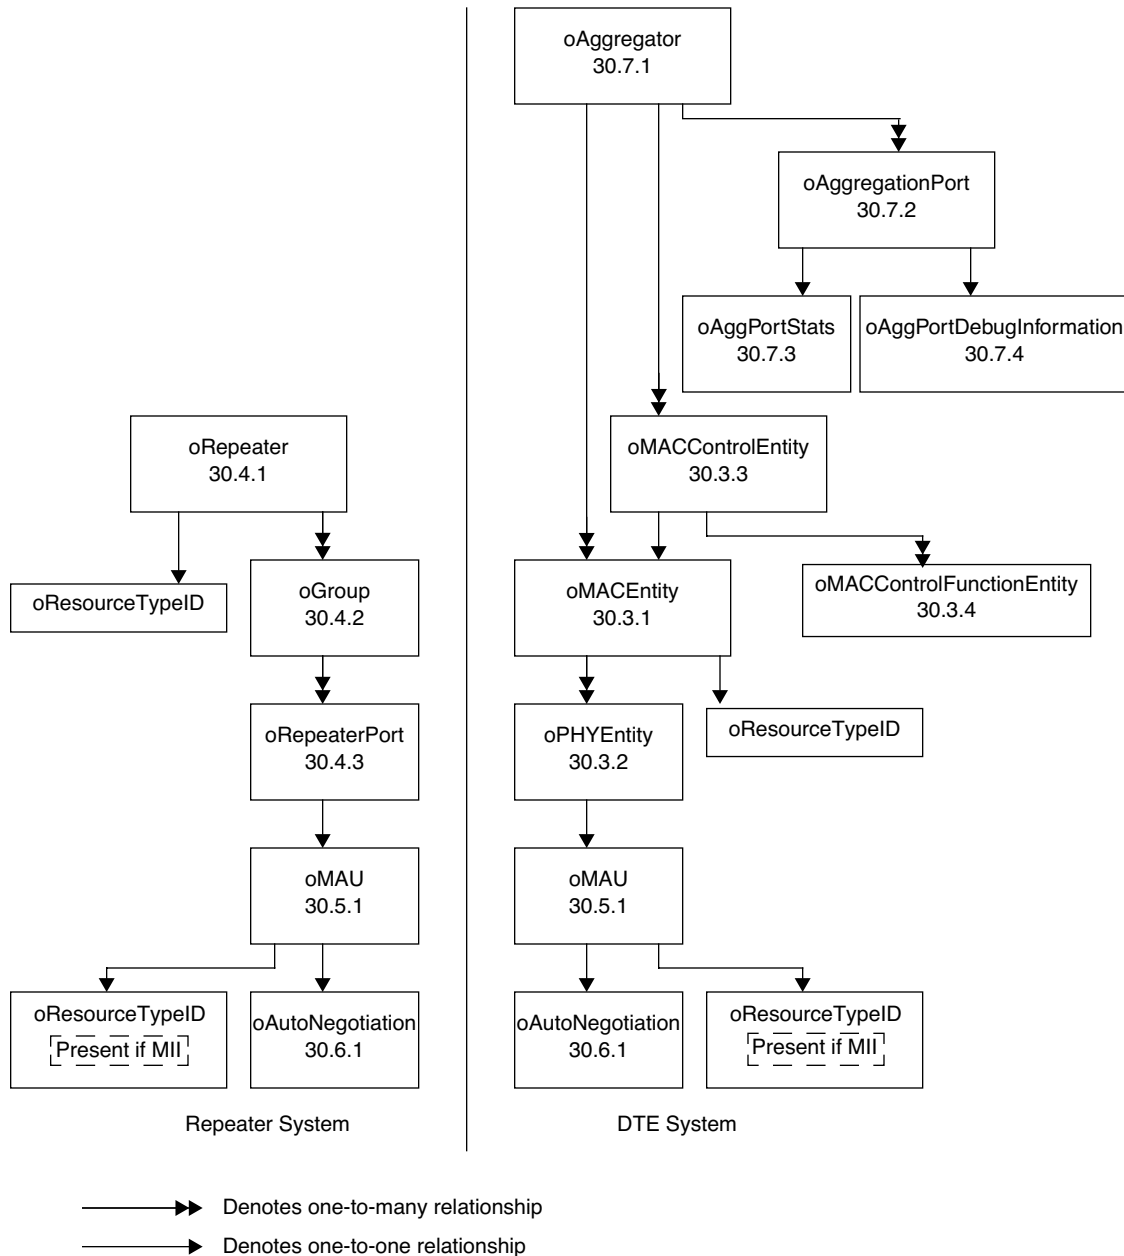 oAggregator
30.7.1
oAggregationPort
30.7.2
oAggPortStats
30.7.3
oAggPortDebugInformation
30.7.4
oRepeater
30.4.1
oMACControlEntity
30.3.3
oResourceTypeID
oGroup
30.4.2
oMACEntity
30.3.1
oMACControlFunctionEntity
30.3.4
oRepeaterPort
30.4.3
oPHYEntity
30.3.2
oResourceTypeID
oMAU
30.5.1
oMAU
30.5.1
oResourceTypeID
Present if MII
oAutoNegotiation
30.6.1
oAutoNegotiation
30.6.1
oResourceTypeID
Present if MII
Repeater System
DTE System
Denotes one-to-many relationship
Denotes one-to-one relationship